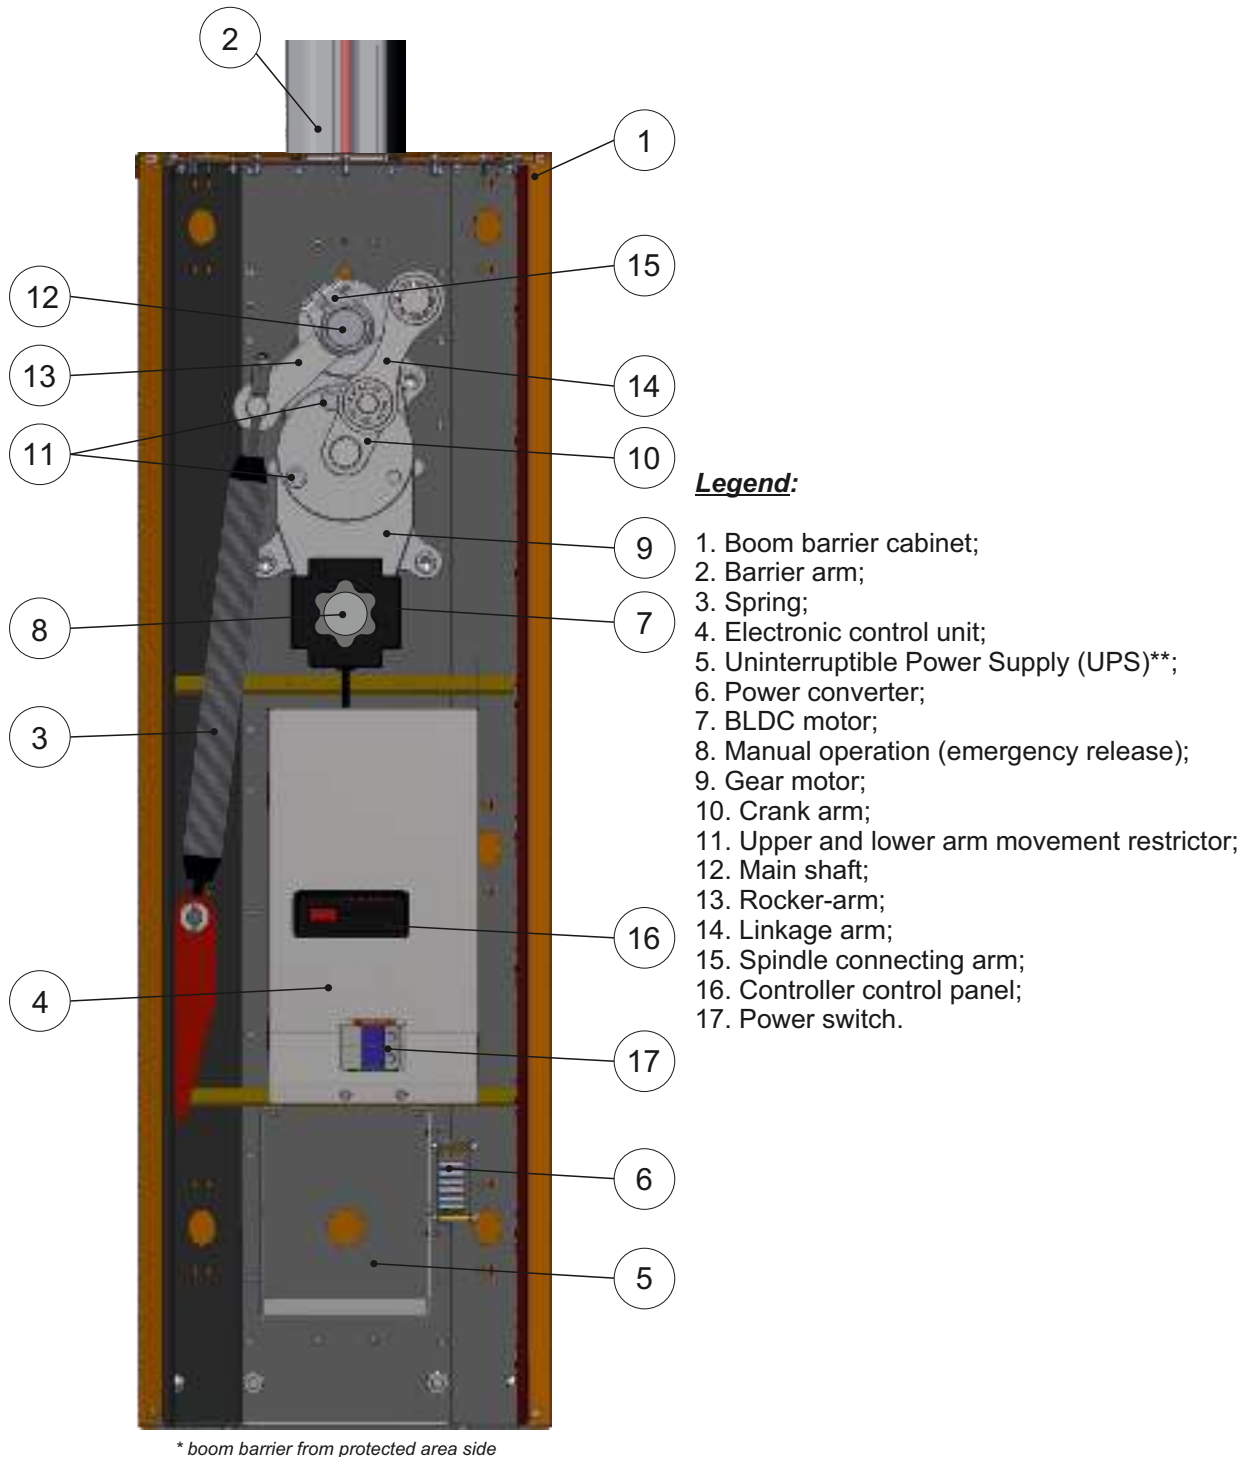 2
1
15
12
13
14
11
10
9
8
7
3
16
4
17
6
5
Legend:
1. Boom barrier cabinet;
2. Barrier arm;
3. Spring;
4. Electronic control unit;
5. Uninterruptible Power Supply (UPS)**;
6. Power converter;
7. BLDC motor;
8. Manual operation (emergency release);
9. Gear motor;
10. Crank arm;
11. Upper and lower arm movement restrictor;
12. Main shaft;
13. Rocker-arm;
14. Linkage arm;
15. Spindle connecting arm;
16. Controller control panel;
17. Power switch.
* boom barrier from protected area side